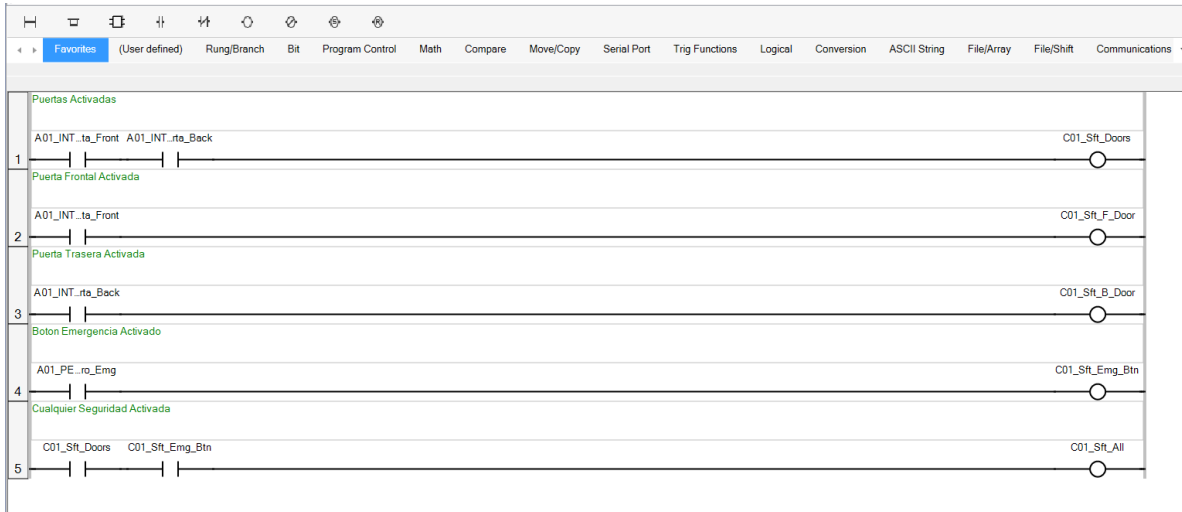 Favorites (User defined) Rung/Branch Bit Program Control Math Compare Move/Copy Serial Port Trig Functions Logical Conversion ASCII String File/Array File/Shift Communications
Puertas Activadas
A01_INT...ta_Front A01_INT...rta_Back C01_Sft_Doors
1
Puerta Frontal Activada
A01_INT...ta_Front C01_Sft_F_Door
2
Puerta Trasera Activada
A01_INT...rta_Back C01_Sft_B_Door
3
Boton Emergencia Activado
A01_PE...ro_Emg C01_Sft_Emg_Btn
4
Cualquier Seguridad Activada
C01_Sft_Doors C01_Sft_Emg_Btn C01_Sft_All
5